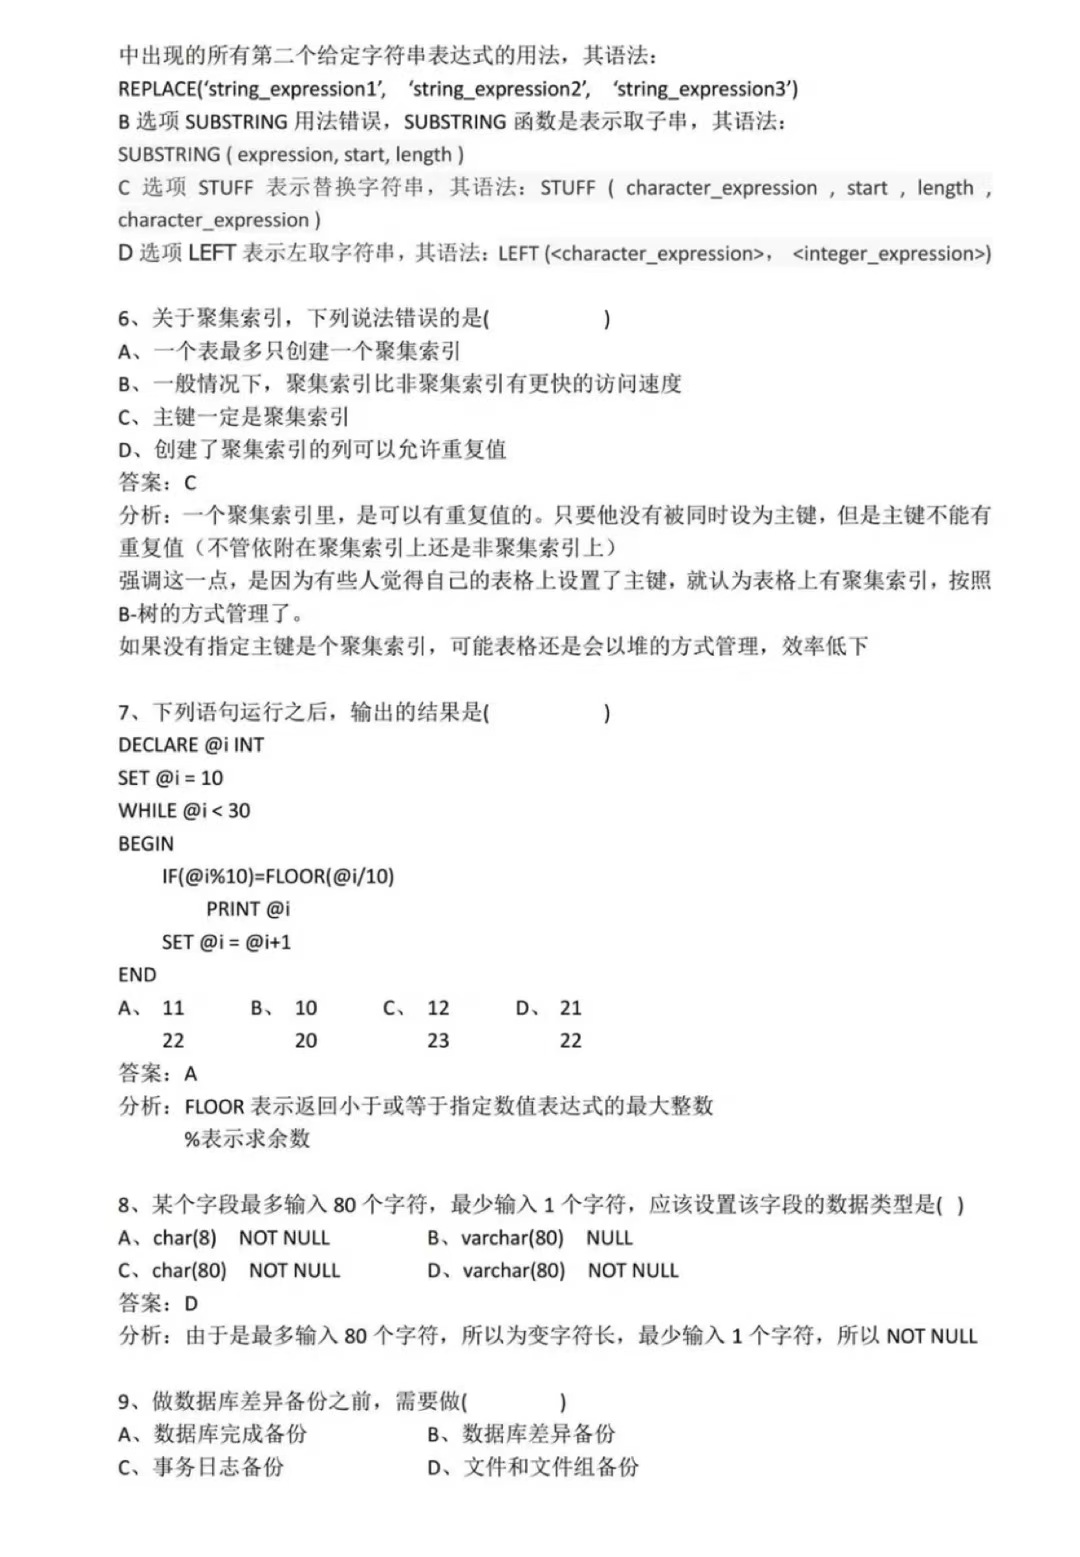 中出现的所有第二个给定字符串表达式的用法，其语法：
REPLACE(‘string_expression1’, ‘string_expression2’, ‘string_expression3’)
B 选项 SUBSTRING 用法错误，SUBSTRING 函数是表示取子串，其语法：
SUBSTRING ( expression, start, length )
C 选项 STUFF 表示替换字符串，其语法：STUFF ( character_expression , start , length ,
character_expression )
D 选项 LEFT 表示左取字符串，其语法：LEFT (<character_expression>， <integer_expression>)
6、关于聚集索引，下列说法错误的是( )
A、一个表最多只创建一个聚集索引
B、一般情况下，聚集索引比非聚集索引有更快的访问速度
C、主键一定是聚集索引
D、创建了聚集索引的列可以允许重复值
答案：C
分析：一个聚集索引里，是可以有重复值的。只要他没有被同时设为主键，但是主键不能有
重复值（不管依附在聚集索引上还是非聚集索引上）
强调这一点，是因为有些人觉得自己的表格上设置了主键，就认为表格上有聚集索引，按照
B-树的方式管理了。
如果没有指定主键是个聚集索引，可能表格还是会以堆的方式管理，效率低下
7、下列语句运行之后，输出的结果是( )
DECLARE @i INT
SET @i = 10
WHILE @i < 30
BEGIN
IF(@i%10)=FLOOR(@i/10)
PRINT @i
SET @i = @i+1
END
A、 11 B、 10 C、 12 D、 21
22 20 23 22
答案：A
分析：FLOOR 表示返回小于或等于指定数值表达式的最大整数
%表示求余数
8、某个字段最多输入 80 个字符，最少输入 1 个字符，应该设置该字段的数据类型是( )
A、char(8) NOT NULL B、varchar(80) NULL
C、char(80) NOT NULL D、varchar(80) NOT NULL
答案：D
分析：由于是最多输入 80 个字符，所以为变字符长，最少输入 1 个字符，所以 NOT NULL
9、做数据库差异备份之前，需要做( )
A、数据库完成备份 B、数据库差异备份
C、事务日志备份 D、文件和文件组备份